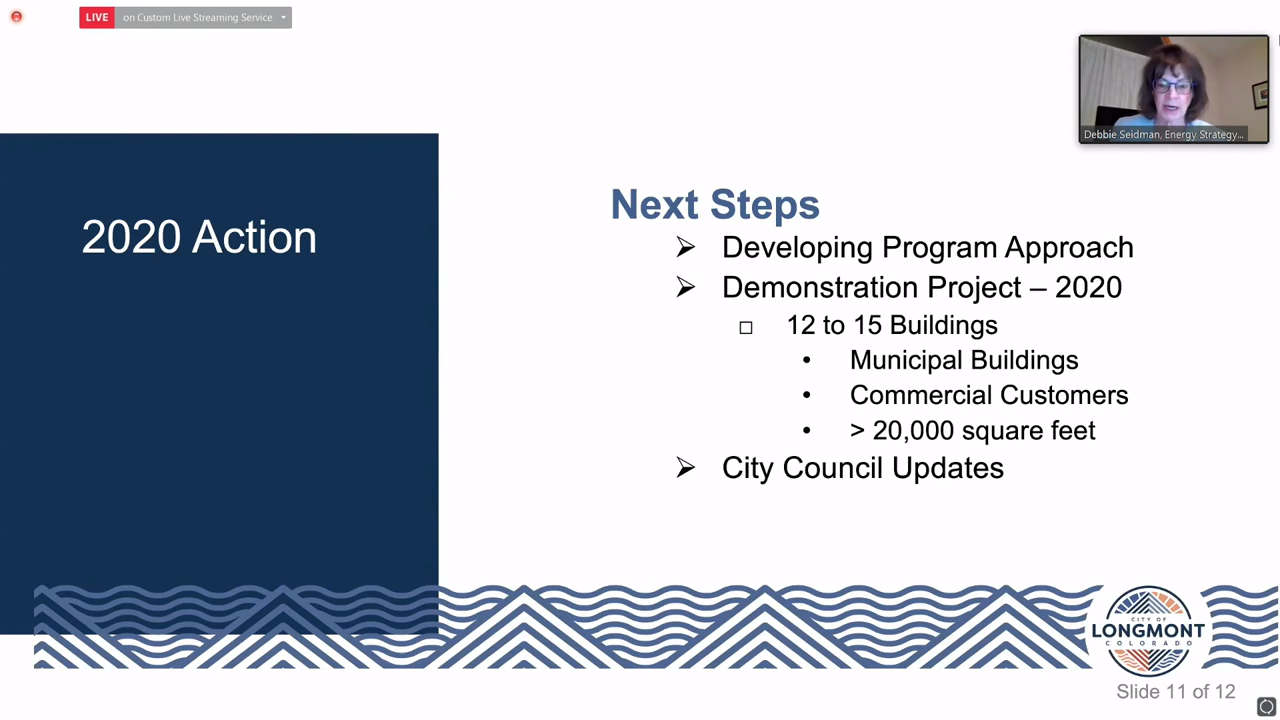 LIVE on Custom Live Streaming Service
Debbie Seidman, Energy Strategy...
2020 Action
Next Steps
➢ Developing Program Approach
➢ Demonstration Project – 2020
□ 12 to 15 Buildings
• Municipal Buildings
• Commercial Customers
• > 20,000 square feet
➢ City Council Updates
CITY OF
LONGMONT
COLORADO
Slide 11 of 12